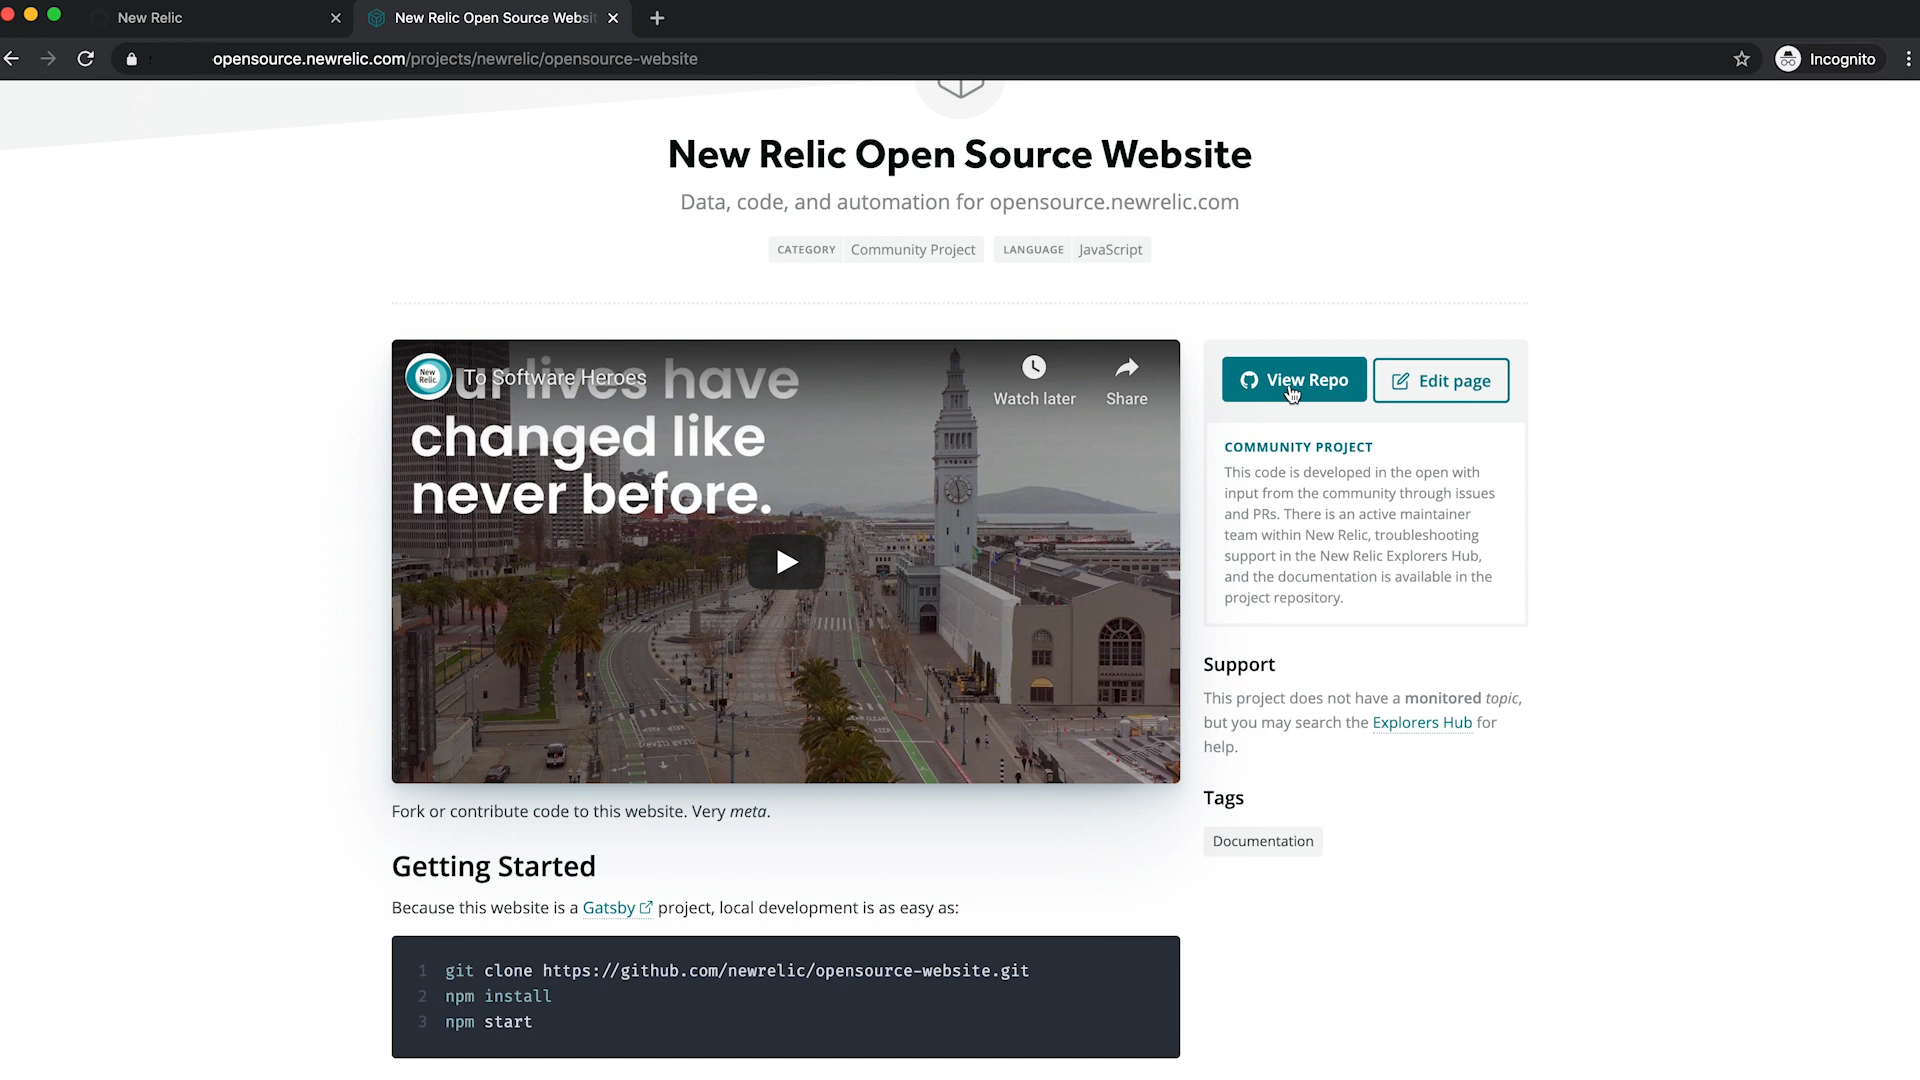 New Relic
New Relic Open Source Websit
opensource.newrelic.com/projects/newrelic/opensource-website
Incognito
New Relic Open Source Website
Data, code, and automation for opensource.newrelic.com
CATEGORY Community Project LANGUAGE JavaScript
New Relic.
To Software Heroes
ur lives have
changed like
never before.
Watch later
Share
View Repo
Edit page
COMMUNITY PROJECT
This code is developed in the open with
input from the community through issues
and PRs. There is an active maintainer
team within New Relic, troubleshooting
support in the New Relic Explorers Hub,
and the documentation is available in the
project repository.
Support
This project does not have a monitored topic,
but you may search the Explorers Hub for
help.
Tags
Documentation
Fork or contribute code to this website. Very meta.
Getting Started
Because this website is a Gatsby project, local development is as easy as:
1 git clone https://github.com/newrelic/opensource-website.git
2 npm install
3 npm start